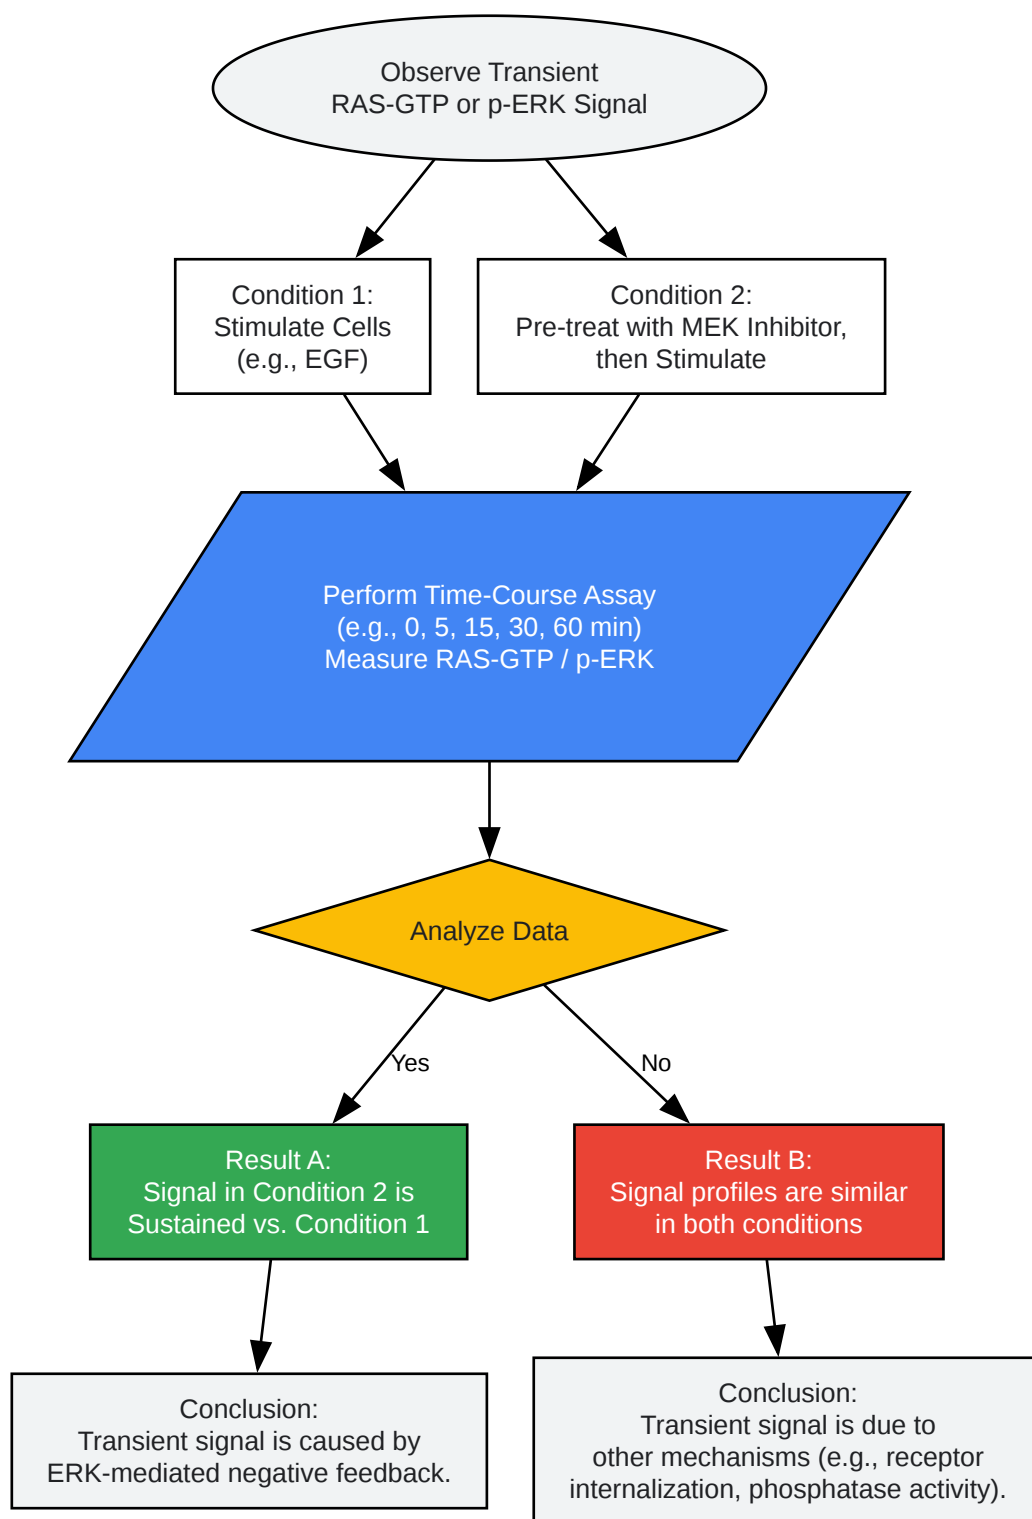 Observe Transient
RAS-GTP or p-ERK Signal
Condition 1:
Stimulate Cells
(e.g., EGF)
Condition 2:
Pre-treat with MEK Inhibitor,
then Stimulate
Perform Time-Course Assay
(e.g., 0, 5, 15, 30, 60 min)
Measure RAS-GTP / p-ERK
Analyze Data
Yes
No
Result A:
Signal in Condition 2 is
Sustained vs. Condition 1
Result B:
Signal profiles are similar
in both conditions
Conclusion:
Transient signal is caused by
ERK-mediated negative feedback.
Conclusion:
Transient signal is due to
other mechanisms (e.g., receptor
internalization, phosphatase activity).